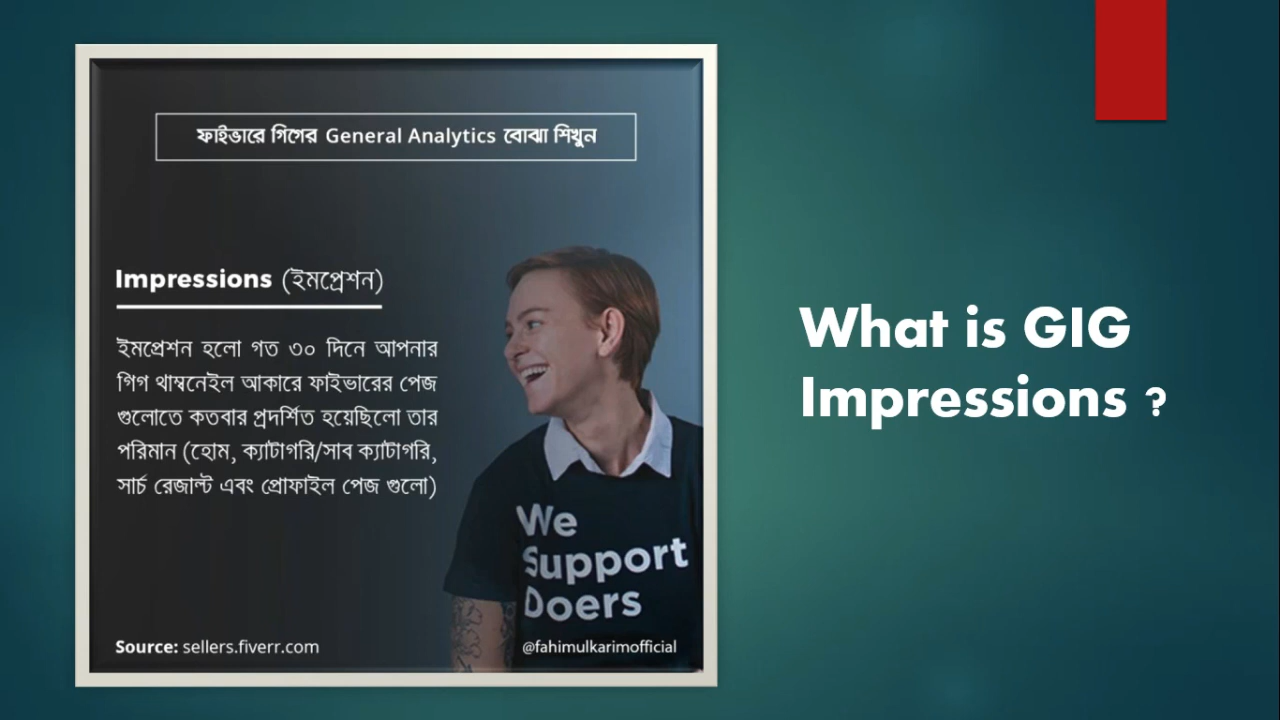 ফাইভারে গিগের General Analytics বোঝা শিখুন
Impressions (ইমপ্রেশন)
ইমপ্রেশন হলো গত ৩০ দিনে আপনার
গিগ থাম্বনেইল আকারে ফাইভারের পেজ
গুলোতে কতবার প্রদর্শিত হয়েছিলো তার
পরিমান (হোম, ক্যাটাগরি/সাব ক্যাটাগরি,
সার্চ রেজাল্ট এবং প্রোফাইল পেজ গুলো)
We
Support
Doers
Source: sellers.fiverr.com
@fahimulkarimofficial
What is GIG
Impressions ?